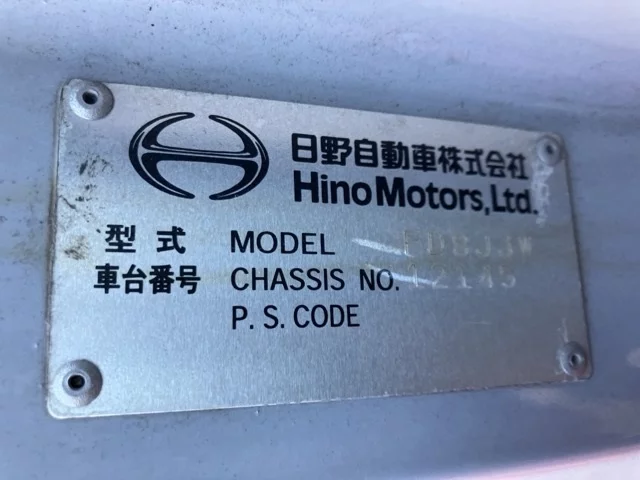 日野自動車株式会社
Hino Motors, Ltd.
型式 MODEL
車台番号 CHASSIS NO. 12145
P. S. CODE